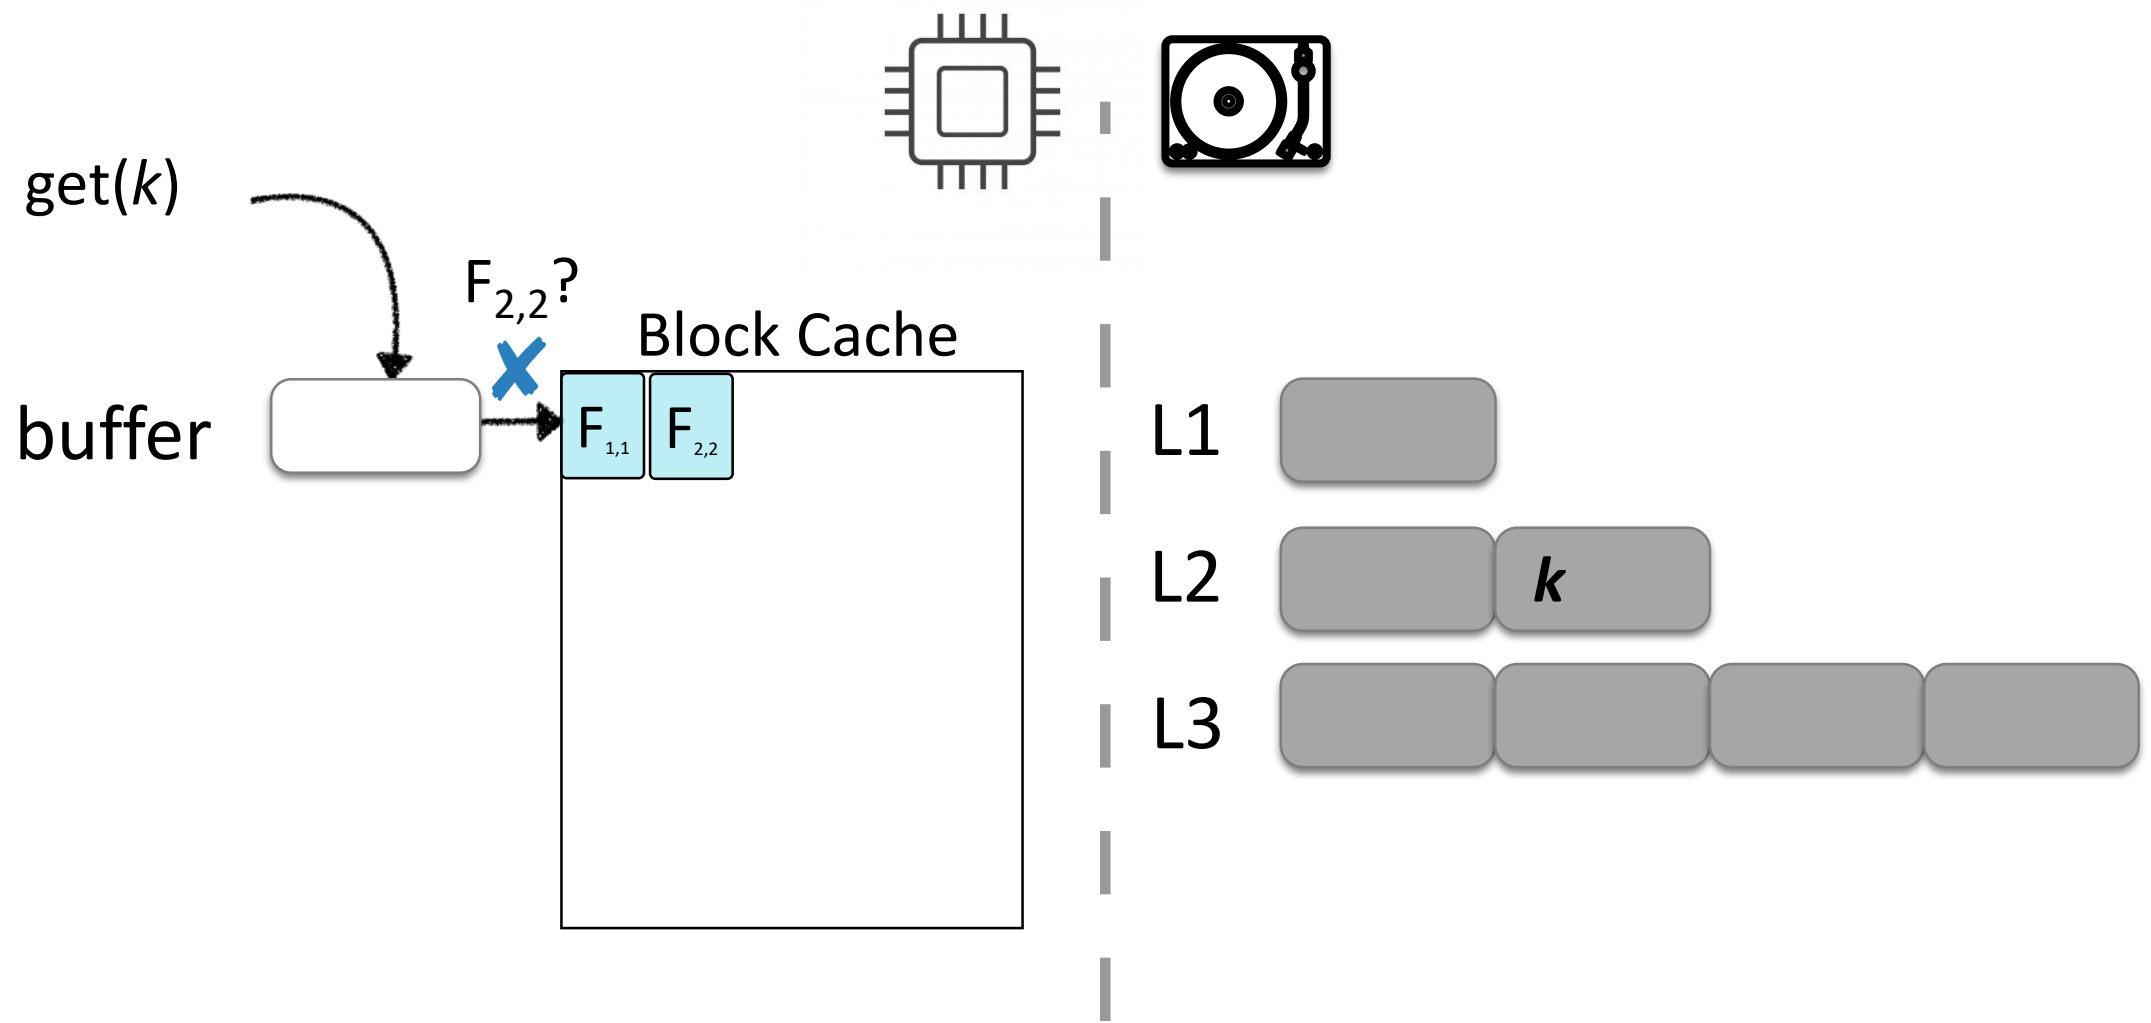 get(k)
F2,2?
Block Cache
buffer
F1,1
F2,2
L1
L2
k
L3